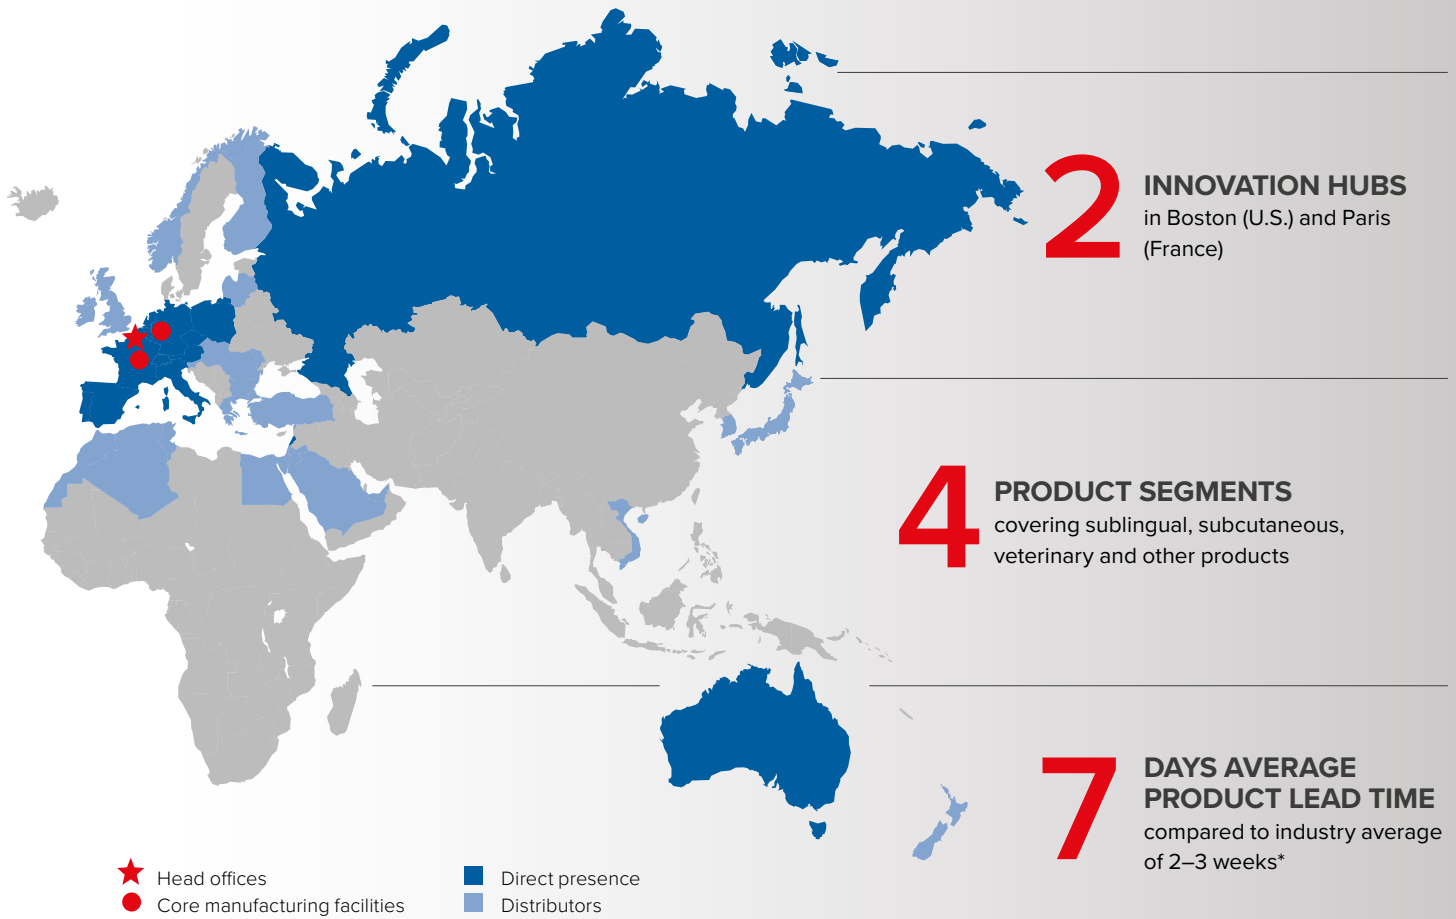 2
INNOVATION HUBS
in Boston (U.S.) and Paris
(France)
4
PRODUCT SEGMENTS
covering sublingual, subcutaneous,
veterinary and other products
7
DAYS AVERAGE
PRODUCT LEAD TIME
compared to industry average
of 2–3 weeks*
Head offices
Core manufacturing facilities
Direct presence
Distributors